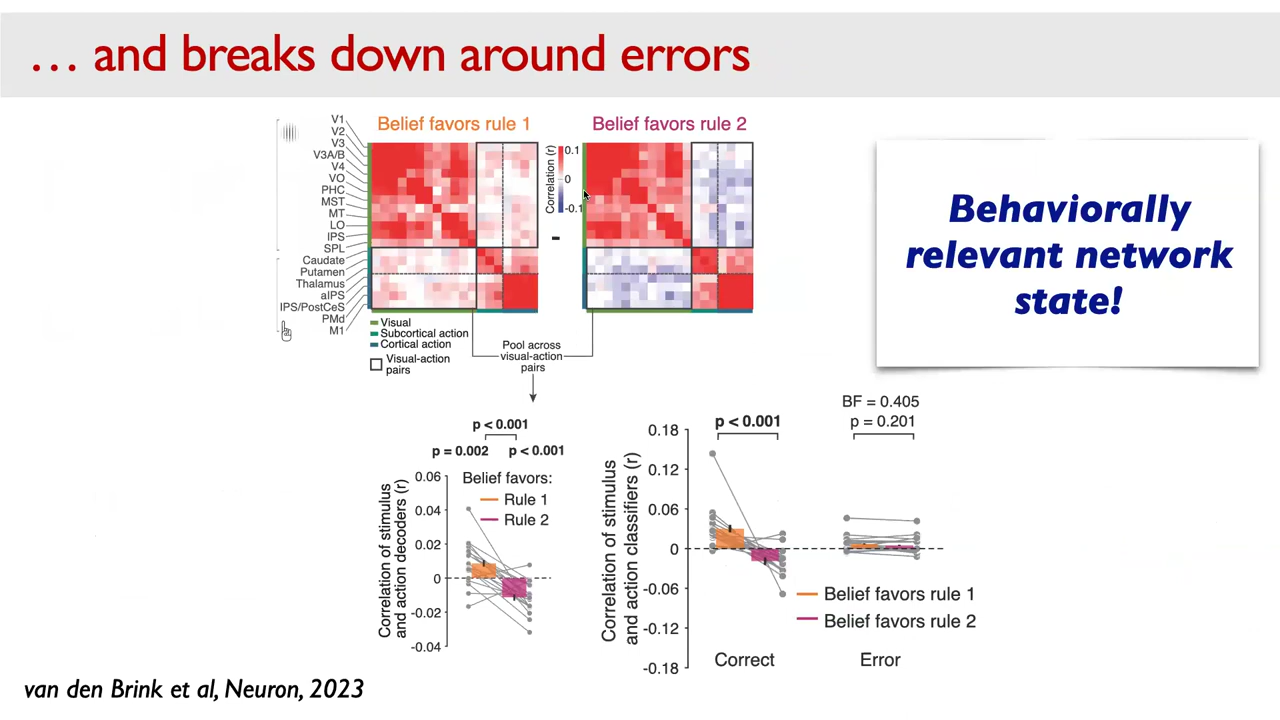 … and breaks down around errors
V1
V2
V3
V3A/B
V4
VO
PHC
MST
MT
LO
IPS
SPL
Caudate
Putamen
Thalamus
aIPS
IPS/PostCeS
PMd
M1
Belief favors rule 1
Correlation (r)
0.1
0
-0.1
-
Belief favors rule 2
Visual
Subcortical action
Cortical action
Visual-action
pairs
Pool across
visual-action
pairs
Behaviorally
relevant network
state!
p < 0.001
p = 0.002
p < 0.001
Correlation of stimulus
and action decoders (r)
0.06
0.04
0.02
0
-0.02
-0.04
Belief favors:
Rule 1
Rule 2
Correlation of stimulus
and action classifiers (r)
0.18
0.12
0.06
0
-0.06
-0.12
-0.18
p < 0.001
BF = 0.405
p = 0.201
Belief favors rule 1
Belief favors rule 2
Correct
Error
van den Brink et al, Neuron, 2023